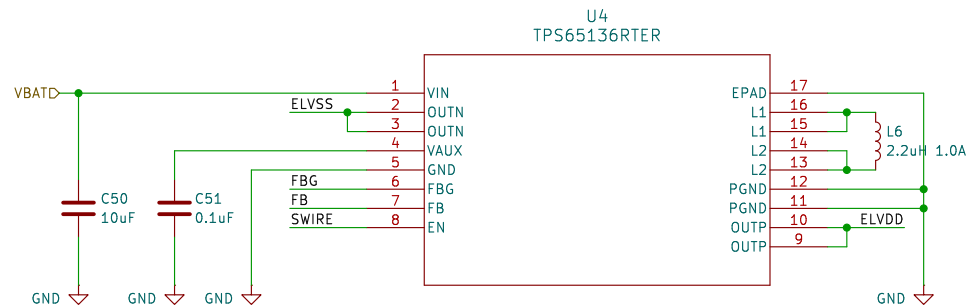 U4
TPS65136RTER
VBAT
1 VIN EPAD 17
ELVSS 2 OUTN L1 16
3 OUTN L1 15 L6
4 VAUX L2 14 2.2uH 1.0A
5 GND L2 13
FBG 6 FBG PGND 12
FB 7 FB PGND 11
SWIRE 8 EN OUTP 10 ELVDD
OUTP 9
C50 C51
10uF 0.1uF
GND GND GND GND